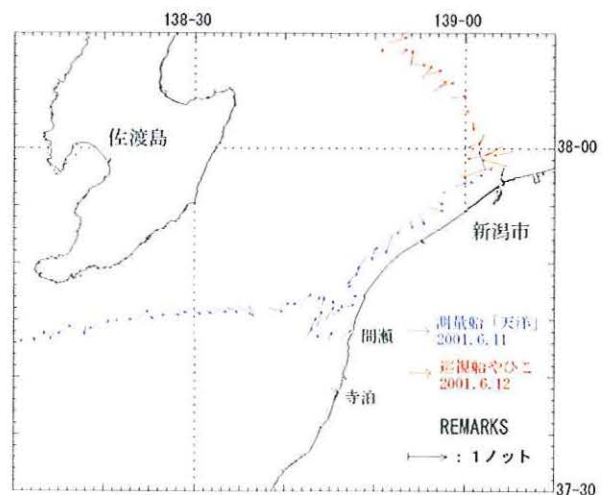 138-30
139-00
佐渡島
38-00
新潟市
間瀬
測量船「天洋」
2001.6.11
巡視船やひこ
2001.6.12
寺泊
REMARKS
: 1ノット
37-30